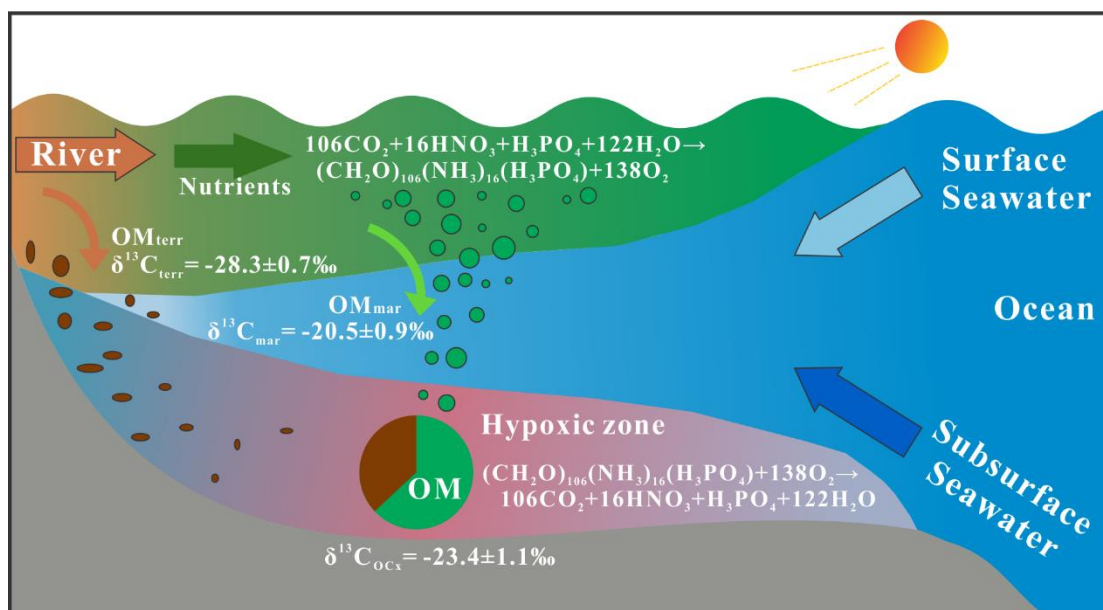 River
Nutrients
106CO₂+16HNO₃+H₃PO₄+122H₂O→
(CH₂O)₁₀₆(NH₃)₁₆(H₃PO₄)+138O₂
Surface
Seawater
OMterr
δ¹³Cterr= -28.3±0.7‰
OMmar
δ¹³Cmar= -20.5±0.9‰
Ocean
Hypoxic zone
OM
(CH₂O)₁₀₆(NH₃)₁₆(H₃PO₄)+138O₂→
106CO₂+16HNO₃+H₃PO₄+122H₂O
Subsurface
Seawater
δ¹³COCx= -23.4±1.1‰